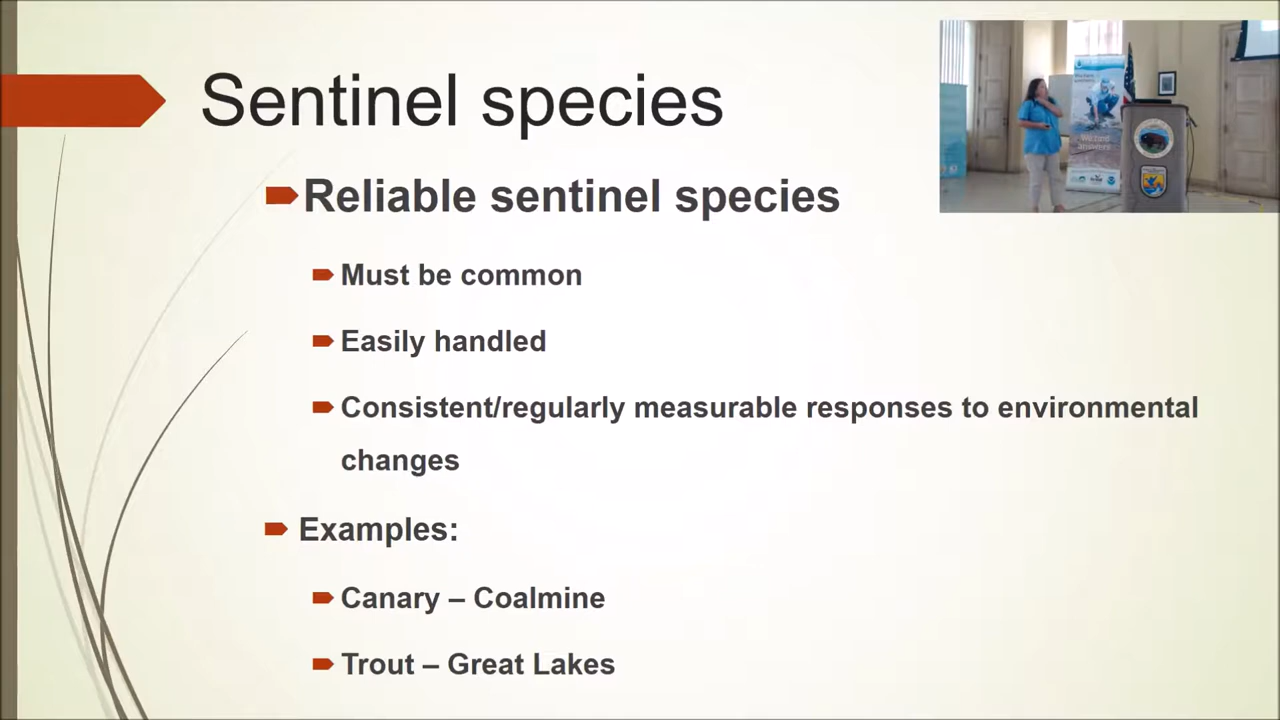 Sentinel species
Reliable sentinel species
Must be common
Easily handled
Consistent/regularly measurable responses to environmental
changes
Examples:
Canary – Coalmine
Trout – Great Lakes